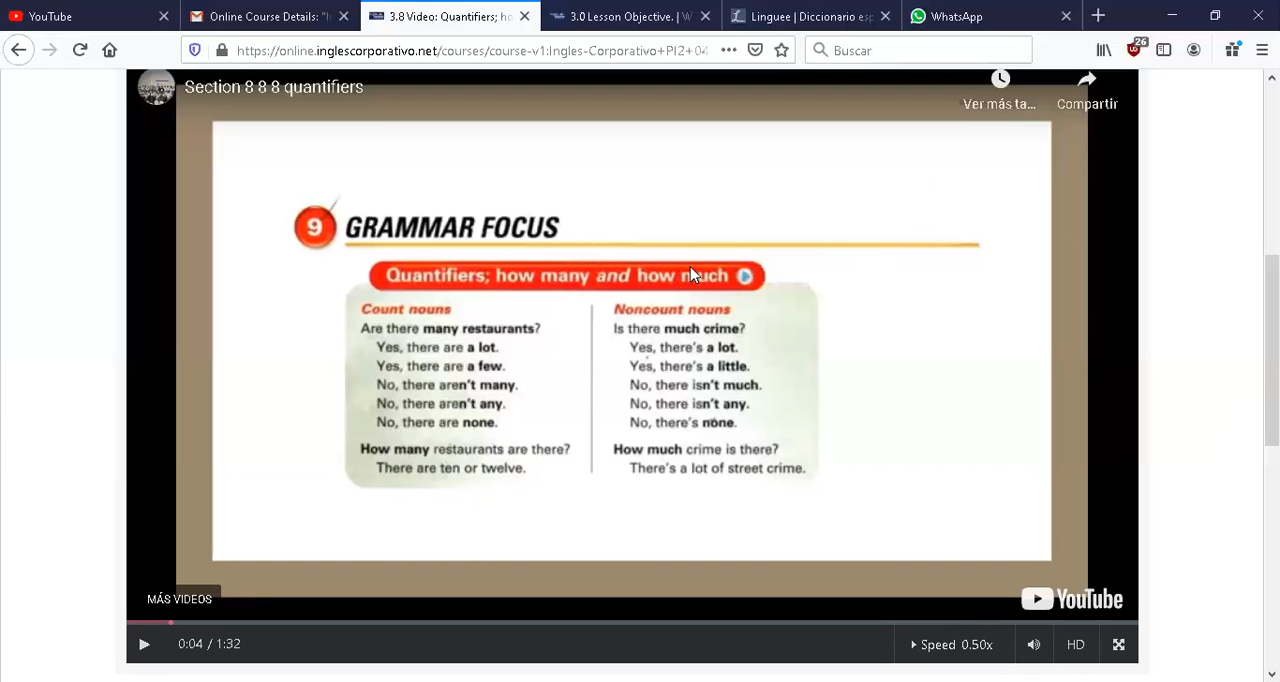 YouTube
Online Course Details: "I
3.8 Video: Quantifiers; ho
3.0 Lesson Objective. | W
Linguee | Diccionario esp
WhatsApp
https://online.inglescorporativo.net/courses/course-v1:Ingles-Corporativo+PI2+04
Buscar
26
Section 8 8 8 quantifiers
Ver más ta...
Compartir
9 GRAMMAR FOCUS
Quantifiers; how many and how much
Count nouns
Are there many restaurants?
Yes, there are a lot.
Yes, there are a few.
No, there aren't many.
No, there aren't any.
No, there are none.
How many restaurants are there?
There are ten or twelve.
Noncount nouns
Is there much crime?
Yes, there's a lot.
Yes, there's a little.
No, there isn't much.
No, there isn't any.
No, there's none.
How much crime is there?
There's a lot of street crime.
MÁS VIDEOS
YouTube
0:04 / 1:32
Speed 0.50x
HD